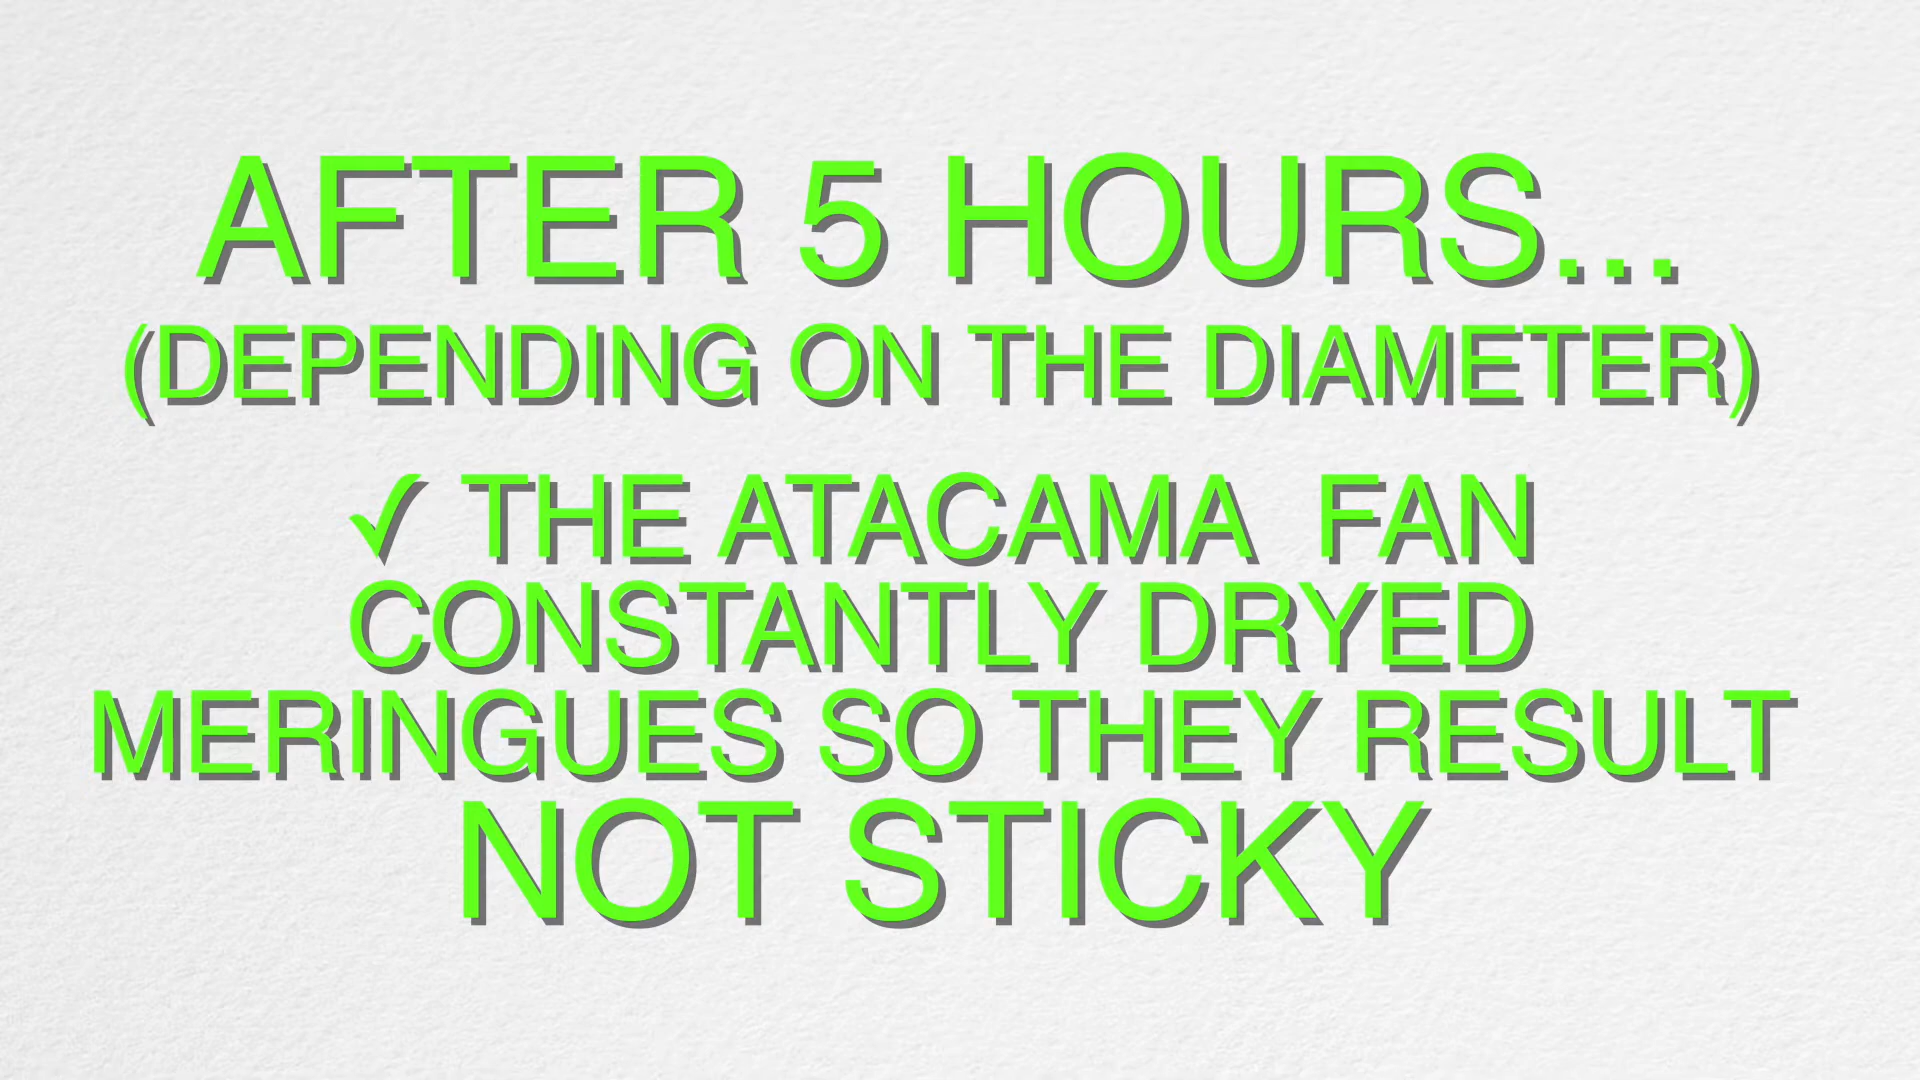 AFTER 5 HOURS...
(DEPENDING ON THE DIAMETER)
✓ THE ATACAMA  FAN
CONSTANTLY DRYED
MERINGUES SO THEY RESULT
NOT STICKY